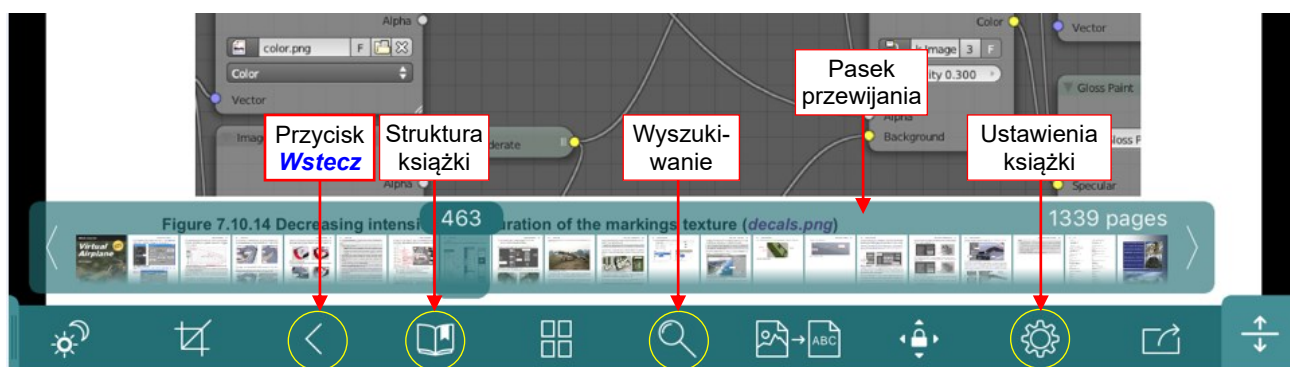 Alpha
Color
color.png F
Image 3 F
Vector
Color
Pasek
przewijania
ity 0.300
Vector
Gloss Paint
Alpha
Imag
Przycisk
Wstecz
Struktura
książki
derate
Wyszuki-
wanie
Background
Ustawienia
książki
loss P
Alpha
Specular
463
1339 pages
Figure 7.10.14 Decreasing intensi uration of the markings texture (decals.png)
Virtual
Airplane
ABC